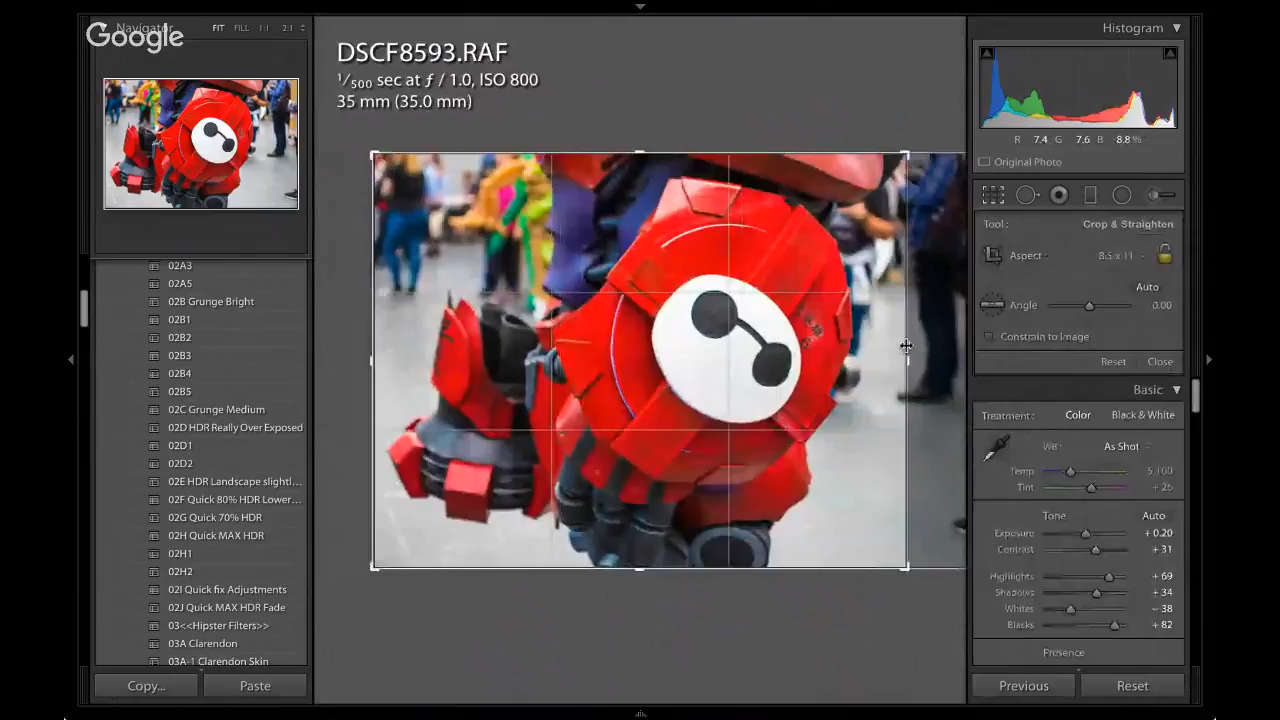 Navigator FIT FILL 1:1 2:1
Google
02A3
02A5
02B Grunge Bright
02B1
02B2
02B3
02B4
02B5
02C Grunge Medium
02D HDR Really Over Exposed
02D1
02D2
02E HDR Landscape slightl...
02F Quick 80% HDR Lower...
02G Quick 70% HDR
02H Quick MAX HDR
02H1
02H2
02I Quick fix Adjustments
02J Quick MAX HDR Fade
03<<Hipster Filters>>
03A Clarendon
03A-1 Clarendon Skin
Copy... Paste
DSCF8593.RAF
1/500 sec at ƒ / 1.0, ISO 800
35 mm (35.0 mm)
Histogram
R 7.4 G 7.6 B 8.8 %
Original Photo
Tool: Crop & Straighten
Aspect 8.5 x 11
Auto
Angle 0.00
Constrain to Image
Reset Close
Basic
Treatment: Color Black & White
WB: As Shot
Temp 5,100
Tint + 26
Tone Auto
Exposure + 0.20
Contrast + 31
Highlights + 69
Shadows + 34
Whites – 38
Blacks + 82
Presence
Previous Reset